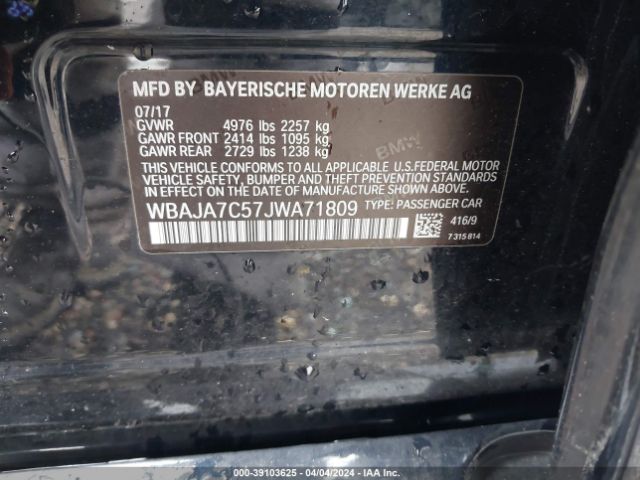 MFD BY BAYERISCHE MOTOREN WERKE AG
07/17
GVWR 4976 lbs 2257 kg
GAWR FRONT 2414 lbs 1095 kg
GAWR REAR 2729 lbs 1238 kg
THIS VEHICLE CONFORMS TO ALL APPLICABLE U.S.FEDERAL MOTOR
VEHICLE SAFETY, BUMPER, AND THEFT PREVENTION STANDARDS
IN EFFECT ON THE DATE OF MANUFACTURE SHOWN ABOVE.
WBAJA7C57JWA71809 TYPE: PASSENGER CAR
416/9
7 315 814
000-39103625 - 04/04/2024 - IAA Inc.